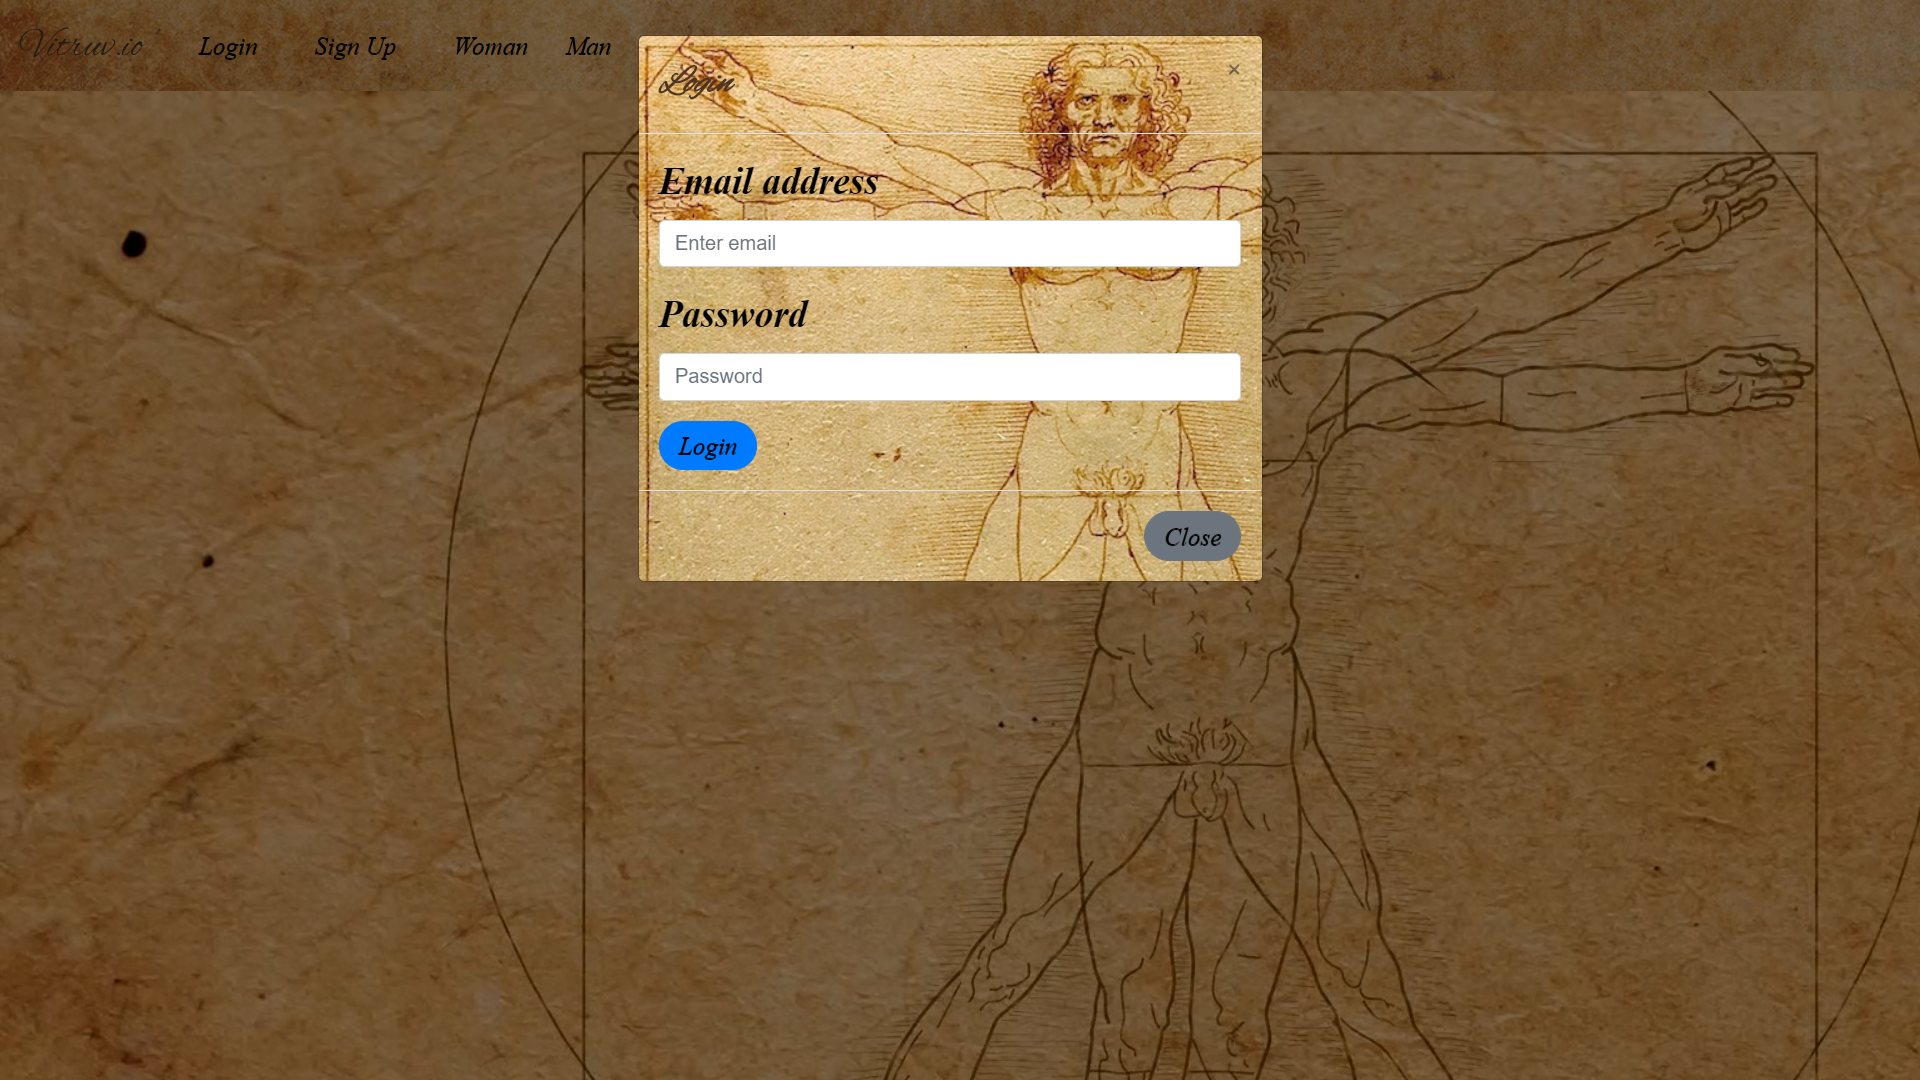 Vitruv.io Login Sign Up Woman Man
Login ×
Email address
Enter email
Password
Password
Login
Close